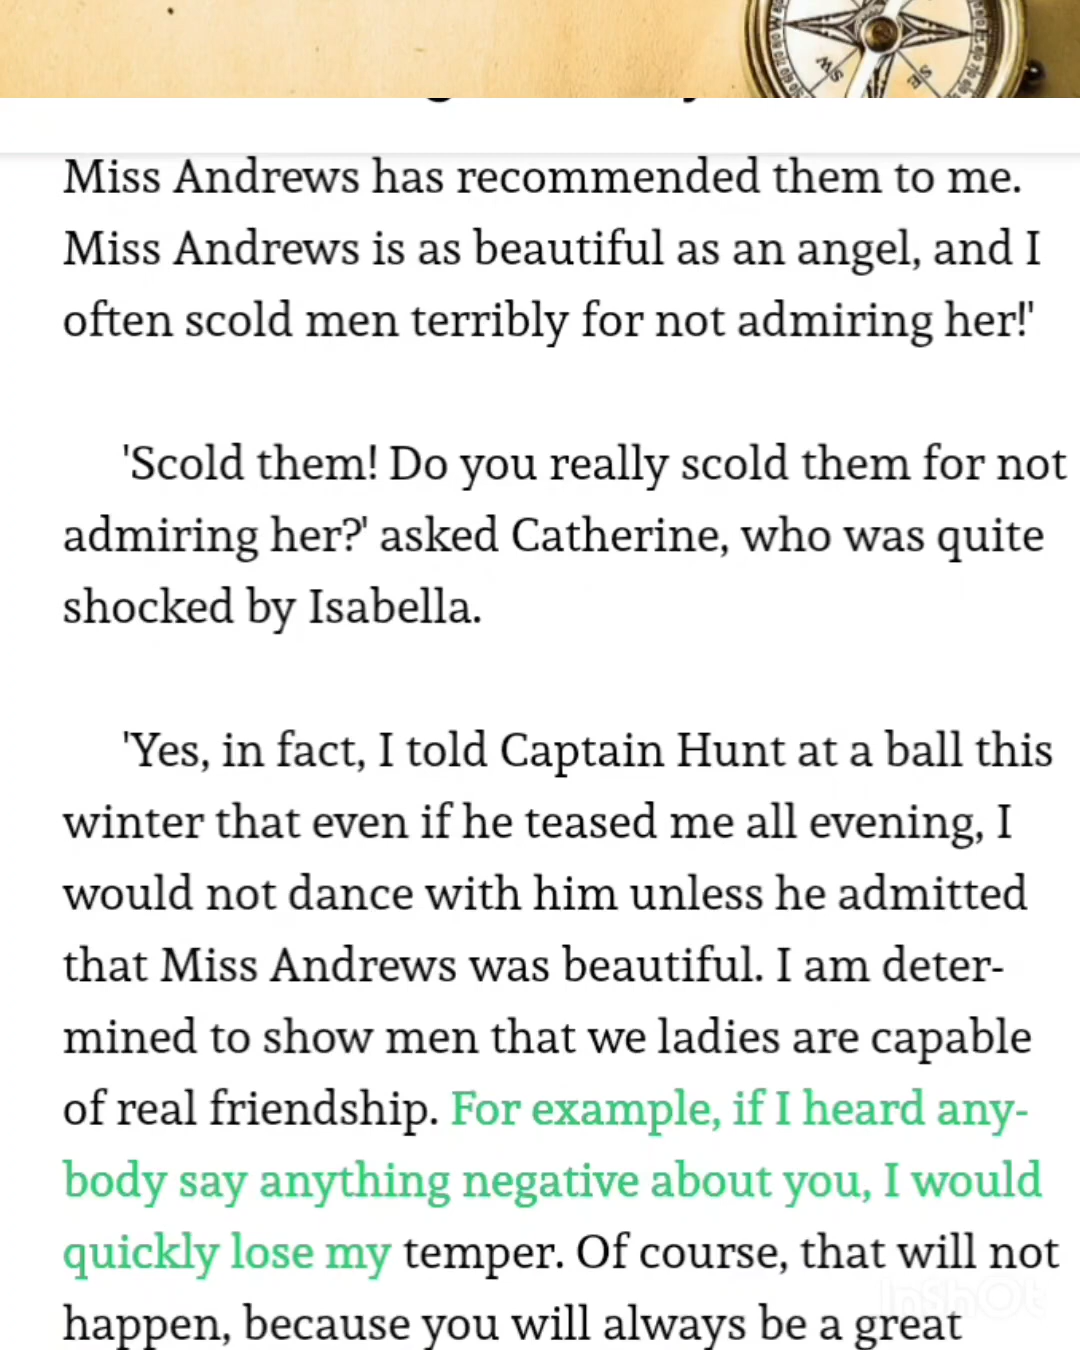 W
SW
SE
Miss Andrews has recommended them to me.
Miss Andrews is as beautiful as an angel, and I
often scold men terribly for not admiring her!'
'Scold them! Do you really scold them for not
admiring her?' asked Catherine, who was quite
shocked by Isabella.
'Yes, in fact, I told Captain Hunt at a ball this
winter that even if he teased me all evening, I
would not dance with him unless he admitted
that Miss Andrews was beautiful. I am deter-
mined to show men that we ladies are capable
of real friendship. For example, if I heard any-
body say anything negative about you, I would
quickly lose my temper. Of course, that will not
happen, because you will always be a great
InShOt